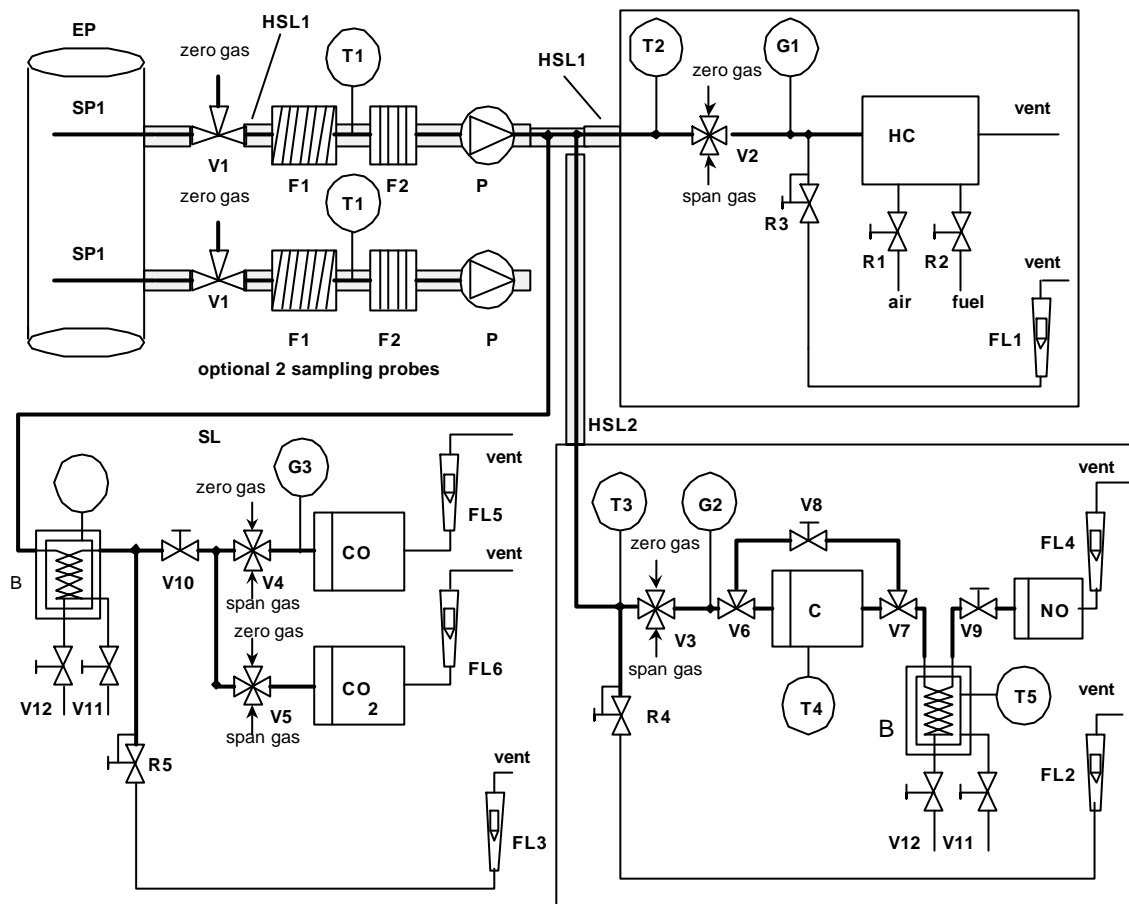 EP
HSL1
zero gas
T1
SP1
V1
F1
F2
P
zero gas
T1
SP1
V1
F1
F2
P
optional 2 sampling probes
HSL1
T2
zero gas
G1
V2
span gas
HC
vent
R3
R1
R2
air
fuel
vent
FL1
HSL2
SL
vent
G3
zero gas
FL5
CO
V10
V4
B
span gas
zero gas
vent
FL6
CO
2
V5
span gas
V12
V11
R5
vent
FL3
T3
zero gas
G2
V8
vent
FL4
V3
V6
C
V7
V9
NO
span gas
R4
T4
B
T5
vent
FL2
V12
V11